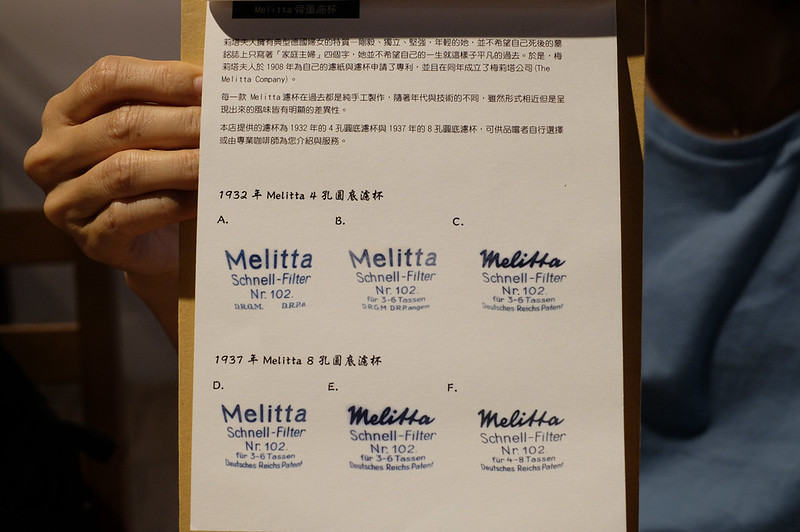 Melitta 骨董濾杯
莉塔夫人擁有典型德國婦女的特質－剛毅、獨立、堅強，年輕的她，並不希望自己死後的墓
銘誌上只寫著「家庭主婦」四個字，她並不希望自己的一生就這樣子平凡的過去。於是，梅
莉塔夫人於 1908 年為自己的濾紙與濾杯申請了專利，並且在同年成立了梅莉塔公司(The
Melitta Company)。
每一款 Melitta 濾杯在過去都是純手工製作，隨著年代與技術的不同，雖然形式相近但是呈
現出來的風味皆有明顯的差異性。
本店提供的濾杯為 1932 年的 4 孔圓底濾杯與 1937 年的 8 孔圓底濾杯，可供品嚐者自行選擇
或由專業咖啡師為您介紹與服務。
1932 年 Melitta 4 孔圓底濾杯
A. B. C.
Melitta Melitta Melitta
Schnell-Filter Schnell-Filter Schnell-Filter
Nr. 102. Nr. 102. Nr. 102.
für 3-6 Tassen für 3-6 Tassen
D.R.G.M. D.R.P.a. D.R.G.M. D.R.P.angem. Deutsches Reichs Patent
1937 年 Melitta 8 孔圓底濾杯
D. E. F.
Melitta Melitta Melitta
Schnell-Filter Schnell-Filter Schnell-Filter
Nr. 102. Nr. 102. Nr. 102.
für 3-6 Tassen für 3-6 Tassen für 4-8 Tassen
Deutsches Reichs Patent Deutsches Reichs Patent Deutsches Reichs Patent